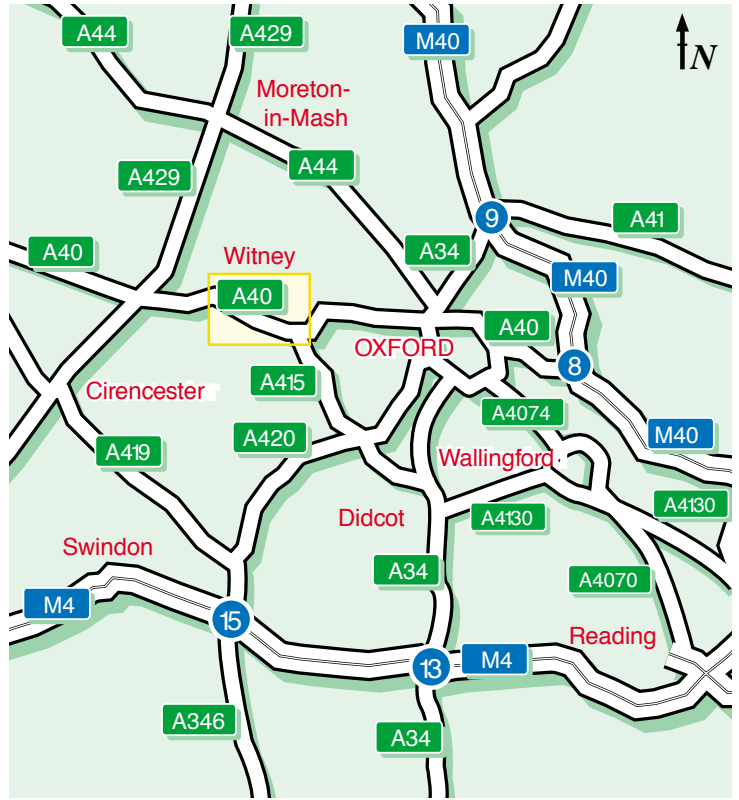 A44
A429
M40
N
Moreton-
in-Mash
A44
A429
9
A41
A34
A40
Witney
M40
A40
A40
OXFORD
8
Cirencester
A415
A4074
M40
A420
A419
Wallingford
A4130
Didcot
A4130
Swindon
A34
A4070
M4
15
Reading
13
M4
A346
A34